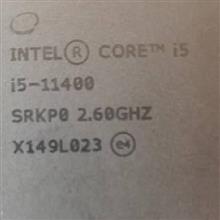 INTEL® CORE™ i5
i5-11400
SRKP0 2.60GHZ
X149L023 e4